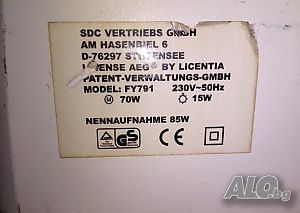 SDC VERTRIEBS GMBH
AM HASENBIEL 6
D-76297 STUTENSEE
AEG BY LICENTIA
PATENT-VERWALTUNGS-GMBH
MODEL: FY791 230V~50Hz
M 70W 15W
NENNAUFNAHME 85W
CE
GS
ALO.bg